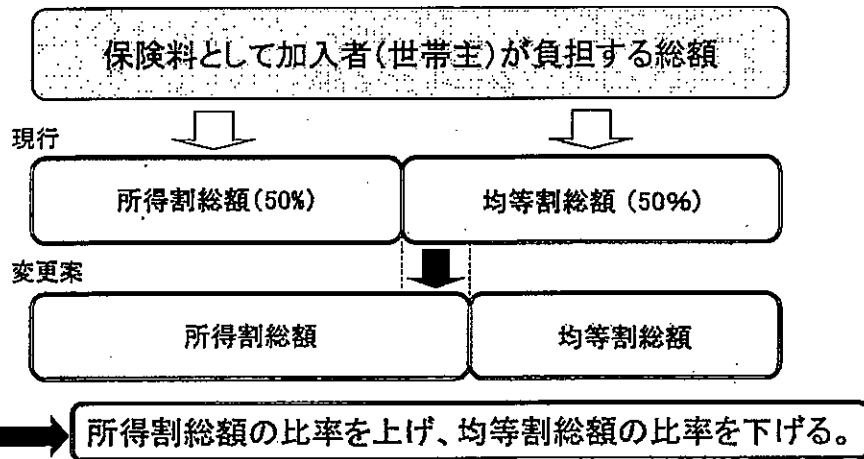 保険料として加入者(世帯主)が負担する総額
現行
所得割総額(50%)
均等割総額(50%)
変更案
所得割総額
均等割総額
所得割総額の比率を上げ、均等割総額の比率を下げる。